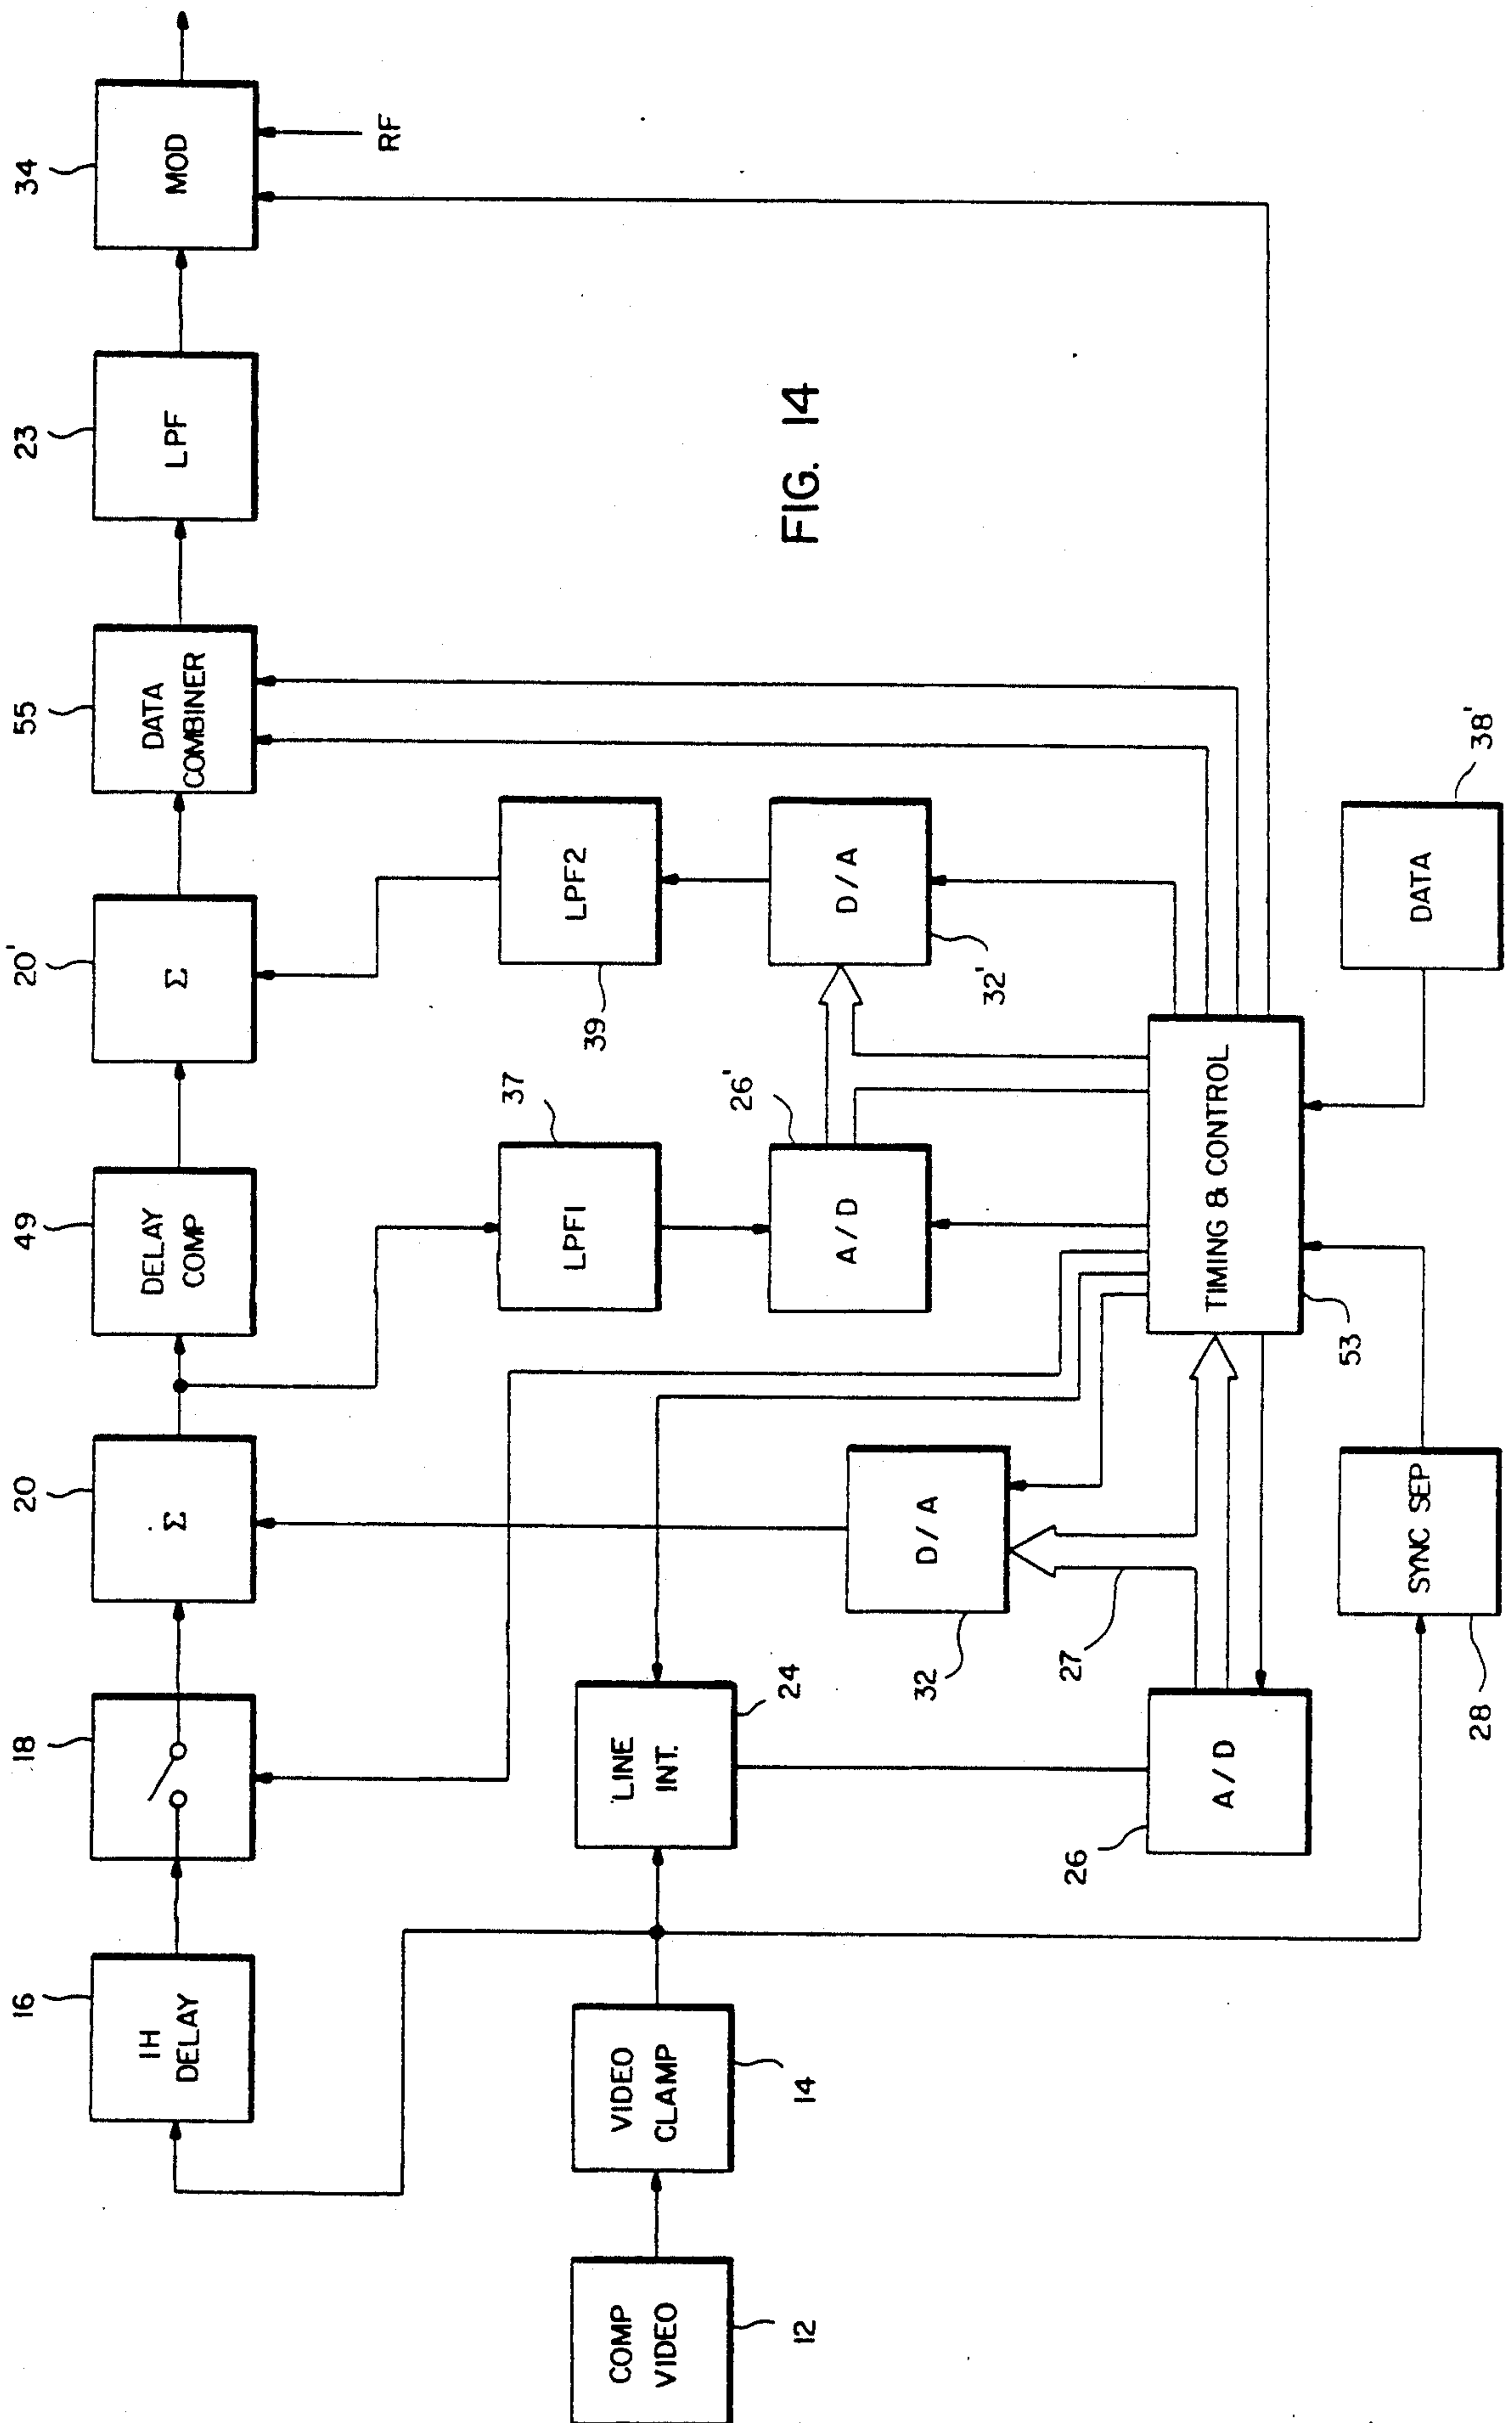 16
1H
DELAY
18
20
Σ
49
DELAY
COMP
20'
Σ
55
DATA
COMBINER
23
LPF
34
MOD
RF
COMP
VIDEO
12
VIDEO
CLAMP
14
LINE
INT.
24
37
LPF1
LPF2
39
D/A
32
27
A/D
26'
D/A
32'
FIG. 14
A/D
26
TIMING & CONTROL
53
SYNC SEP
28
DATA
38'